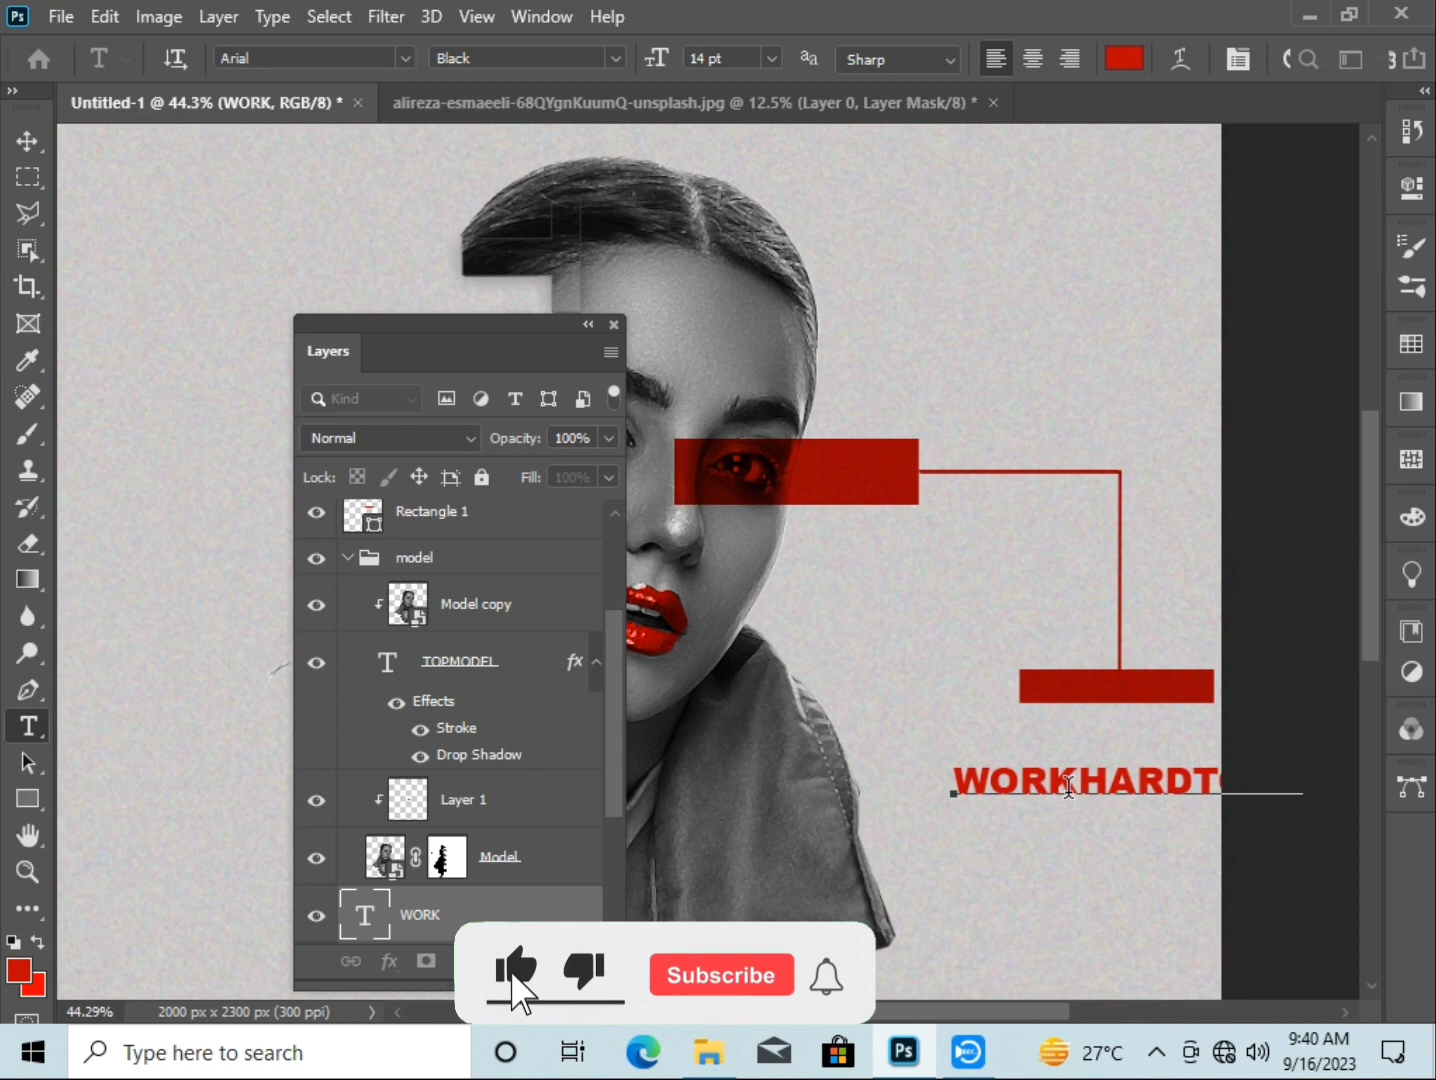 Ps File Edit Image Layer Type Select Filter 3D View Window Help
T Arial Black 14 pt aa Sharp
Untitled-1 @ 44.3% (WORK, RGB/8) * × alireza-esmaeeli-68QYgnKuumQ-unsplash.jpg @ 12.5% (Layer 0, Layer Mask/8) * ×
Layers
Kind
Normal Opacity: 100%
Lock: Fill: 100%
Rectangle 1
model
Model copy
T TOPMODEL fx
Effects
Stroke
Drop Shadow
Layer 1
Model
T WORK
fx
WORKHARDT
Subscribe
44.29% 2000 px x 2300 px (300 ppi)
Type here to search
Ps
REC
27°C
9:40 AM
9/16/2023